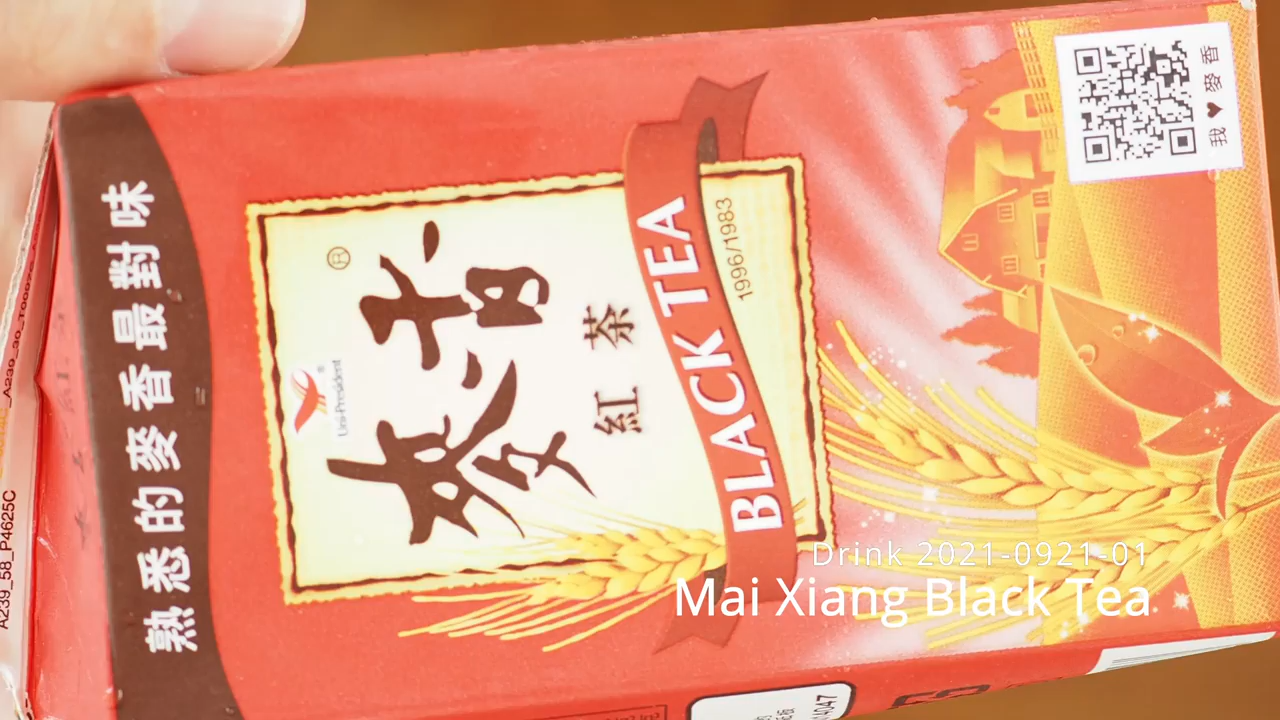 熟悉的麥香最對味
®
麥香
紅茶
Uni-President
®
BLACK TEA
1996/1983
我♥麥香
A239_58_P4625C
Drink 2021-0921-01
Mai Xiang Black Tea